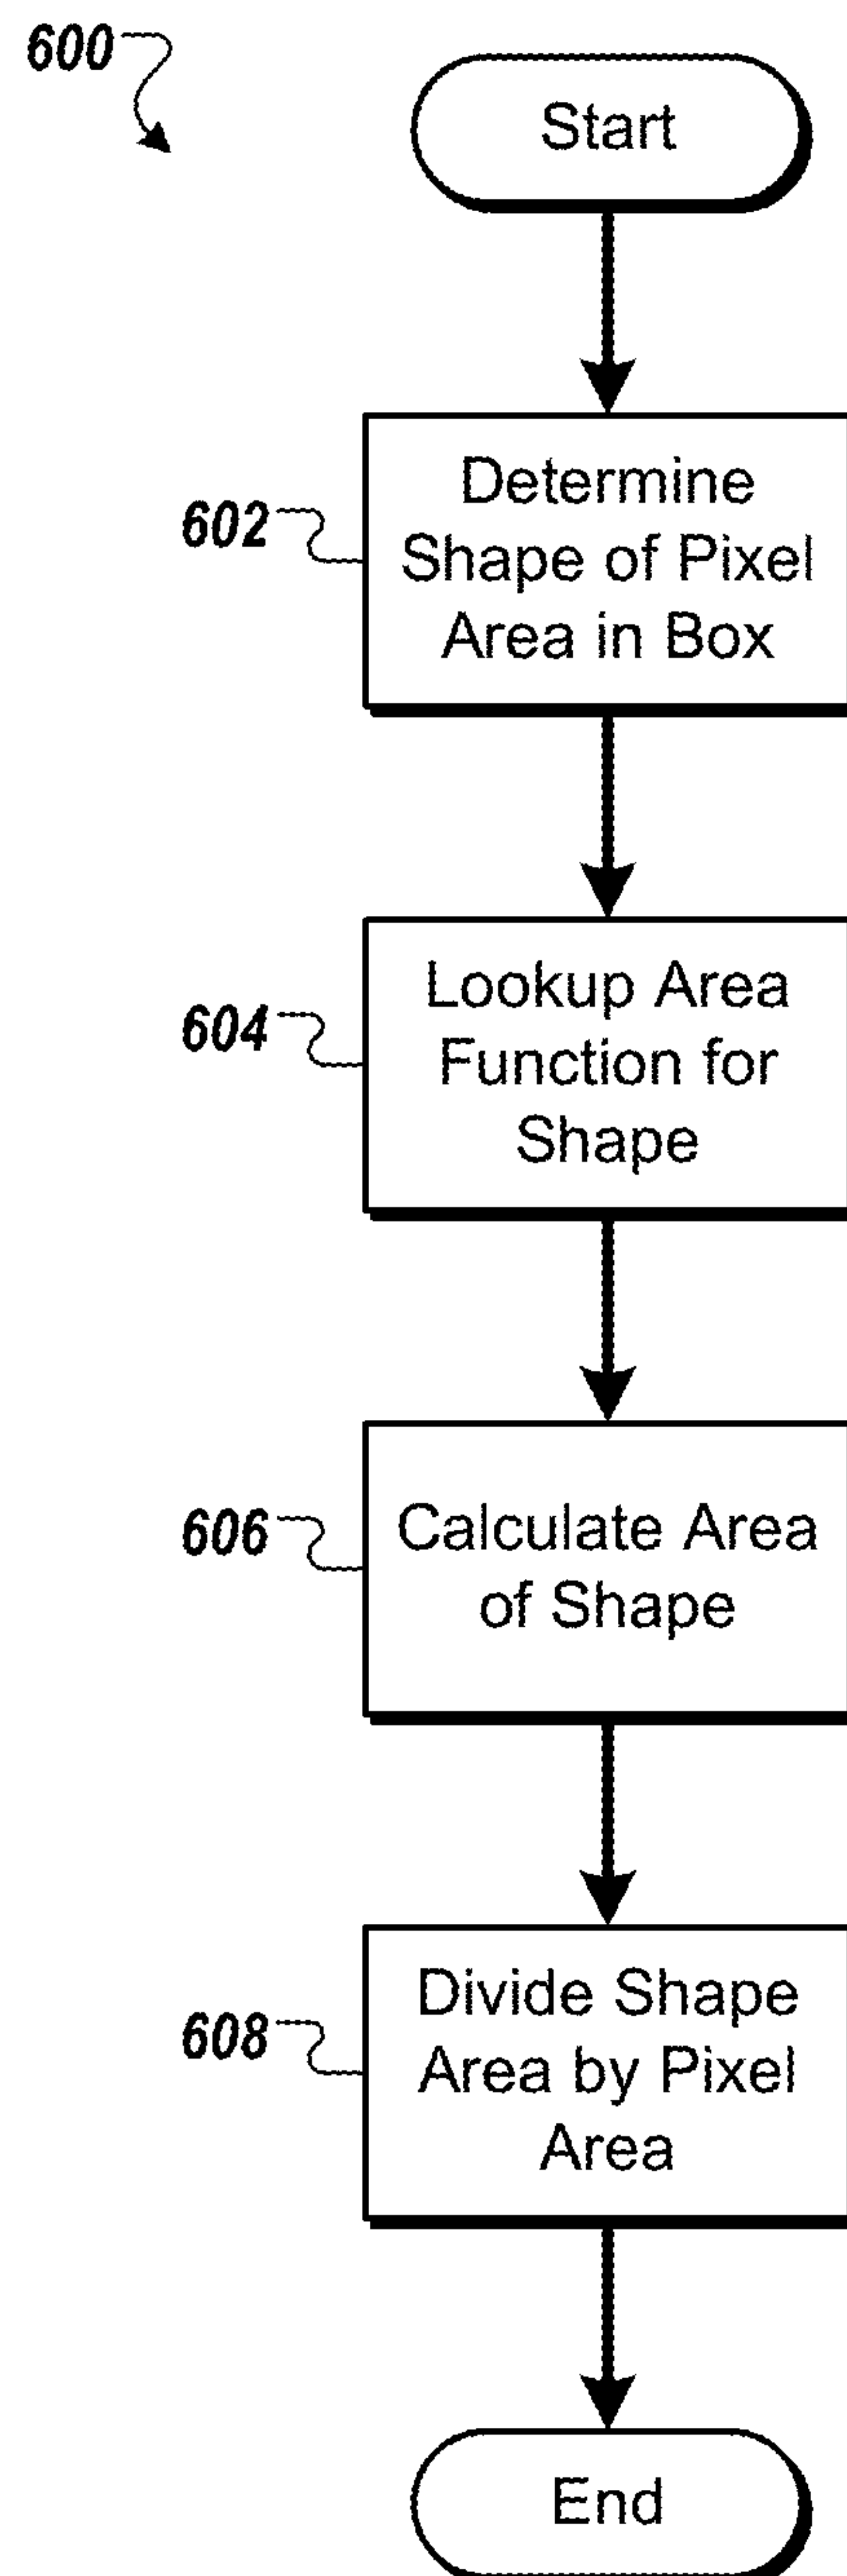 600
Start
602
Determine
Shape of Pixel
Area in Box
604
Lookup Area
Function for
Shape
606
Calculate Area
of Shape
608
Divide Shape
Area by Pixel
Area
End